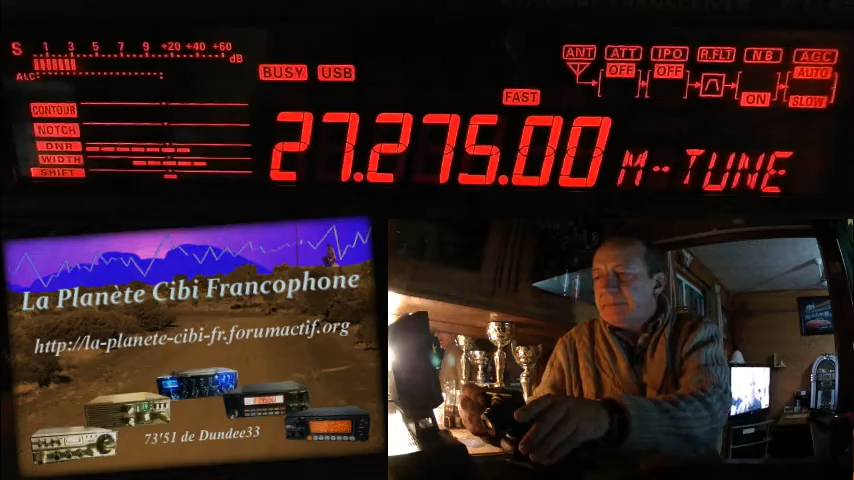 S 1 3 5 7 9 +20 +40 +60 dB
ALC
BUSY USB
ANT ATT IPO R.FLT NB AGC
OFF OFF AUTO
FAST
ON SLOW
CONTOUR
NOTCH
DNR
WIDTH
SHIFT
27.275.00
M-TUNE
La Planète Cibi Francophone
http://la-planete-cibi-fr.forumactif.org
73'51 de Dundee33